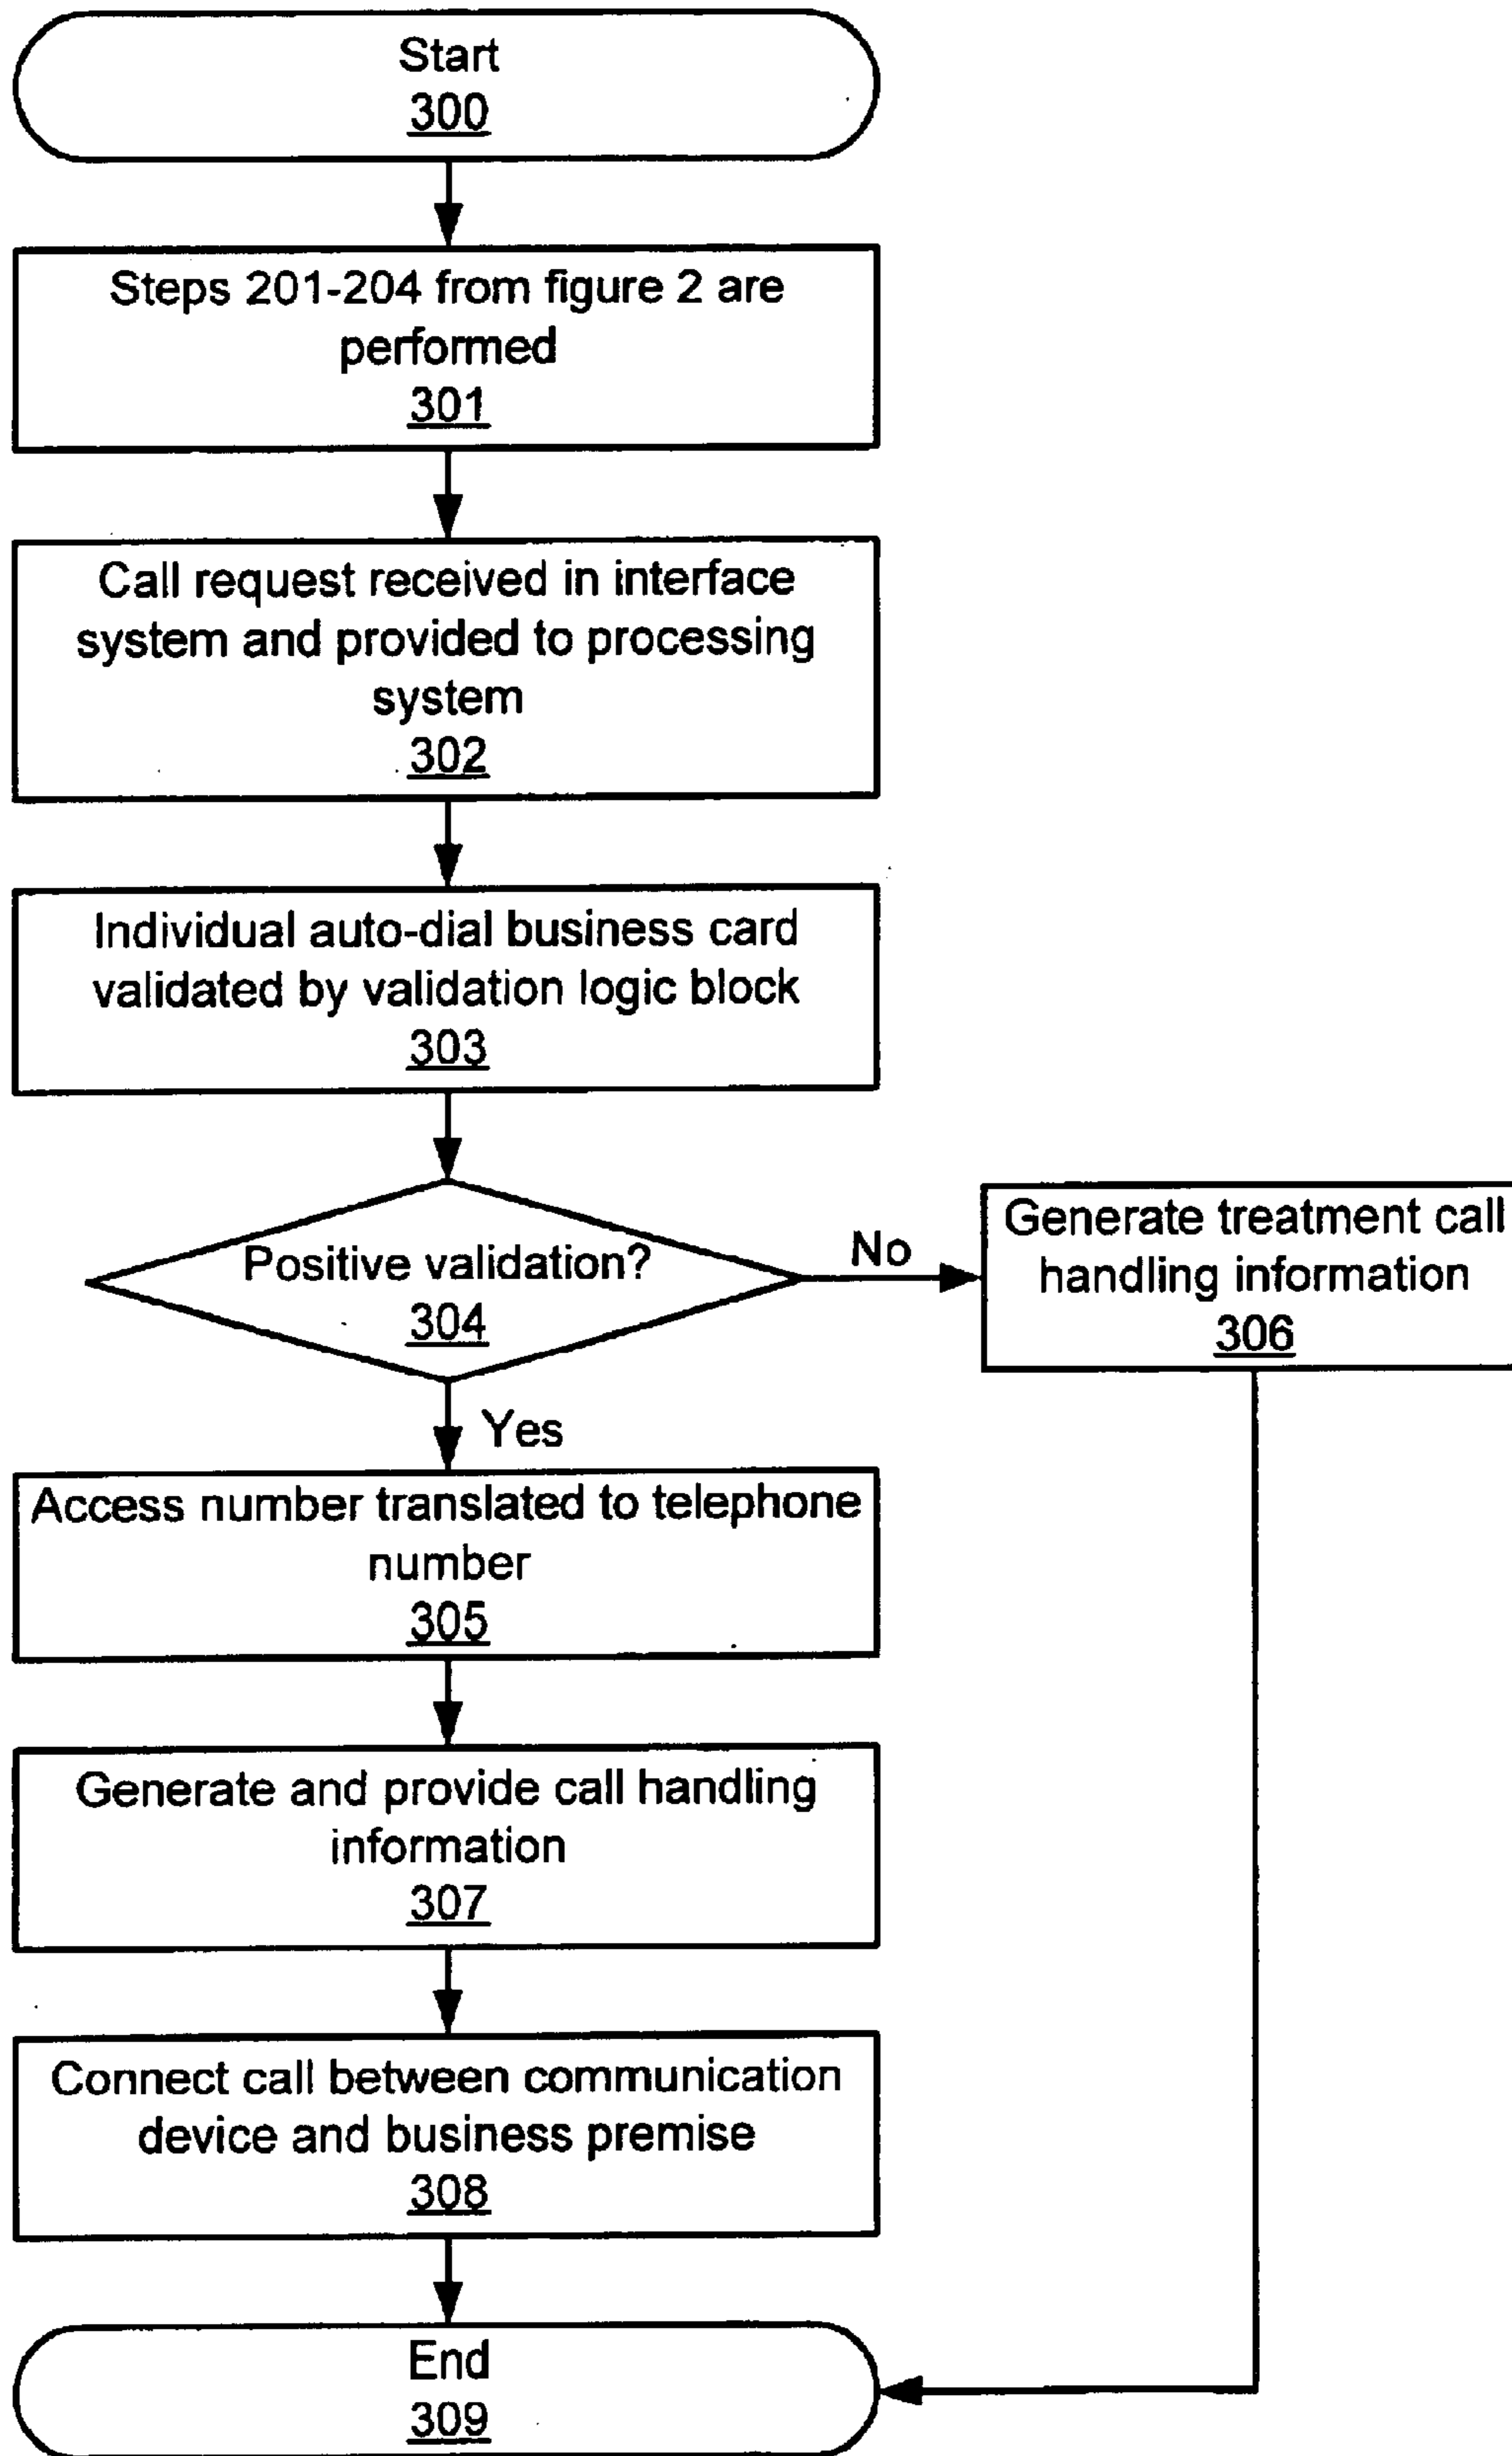 Start
300
Steps 201-204 from figure 2 are
performed
301
Call request received in interface
system and provided to processing
system
302
Individual auto-dial business card
validated by validation logic block
303
Positive validation?
304
No
Generate treatment call
handling information
306
Yes
Access number translated to telephone
number
305
Generate and provide call handling
information
307
Connect call between communication
device and business premise
308
End
309